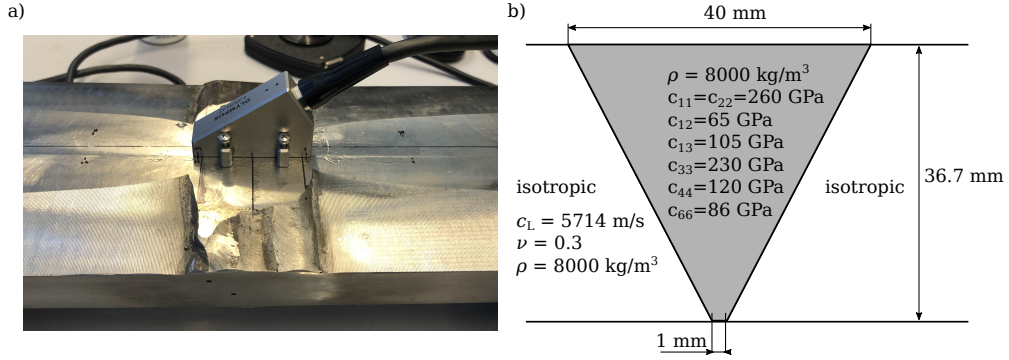 a)
OLYMPUS
b)
40 mm
ρ = 8000 kg/m³
c₁₁=c₂₂=260 GPa
c₁₂=65 GPa
c₁₃=105 GPa
c₃₃=230 GPa
c₄₄=120 GPa
c₆₆=86 GPa
isotropic
c_L = 5714 m/s
ν = 0.3
ρ = 8000 kg/m³
isotropic
36.7 mm
1 mm